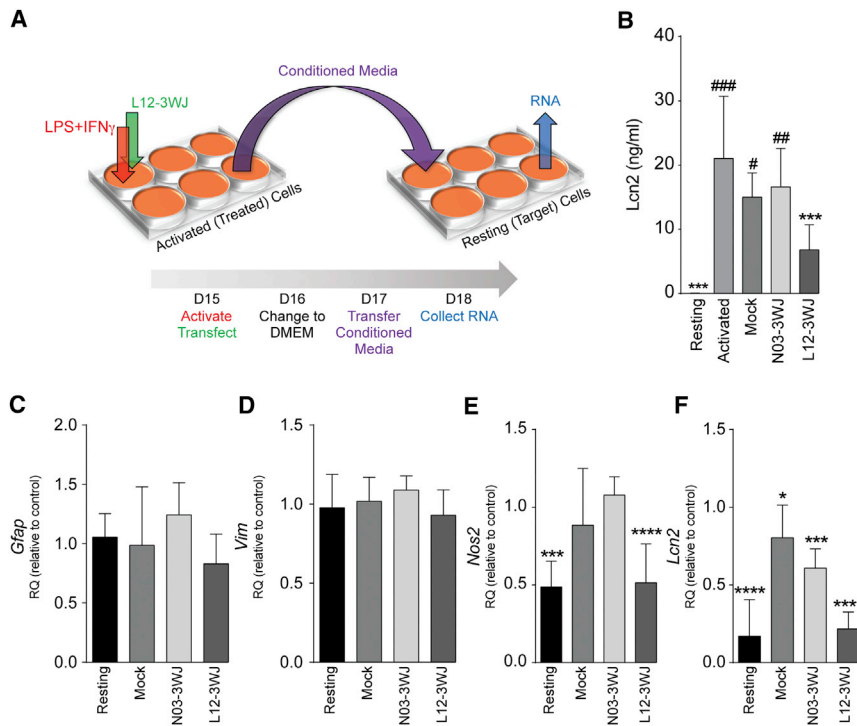 A
Conditioned Media
L12-3WJ
LPS+IFNγ
RNA
Activated (Treated) Cells
Resting (Target) Cells
D15
Activate
Transfect
D16
Change to
DMEM
D17
Transfer
Conditioned
Media
D18
Collect RNA
B
Lcn2 (ng/ml)
40
30
20
10
0
***
###
#
##
***
Resting
Activated
Mock
N03-3WJ
L12-3WJ
C
Gfap
RQ (relative to control)
2.0
1.5
1.0
0.5
0.0
Resting
Mock
N03-3WJ
L12-3WJ
D
Vim
RQ (relative to control)
1.5
1.0
0.5
0.0
Resting
Mock
N03-3WJ
L12-3WJ
E
Nos2
RQ (relative to control)
1.5
1.0
0.5
0.0
***
****
Resting
Mock
N03-3WJ
L12-3WJ
F
Lcn2
RQ (relative to control)
1.5
1.0
0.5
0.0
****
*
***
***
Resting
Mock
N03-3WJ
L12-3WJ